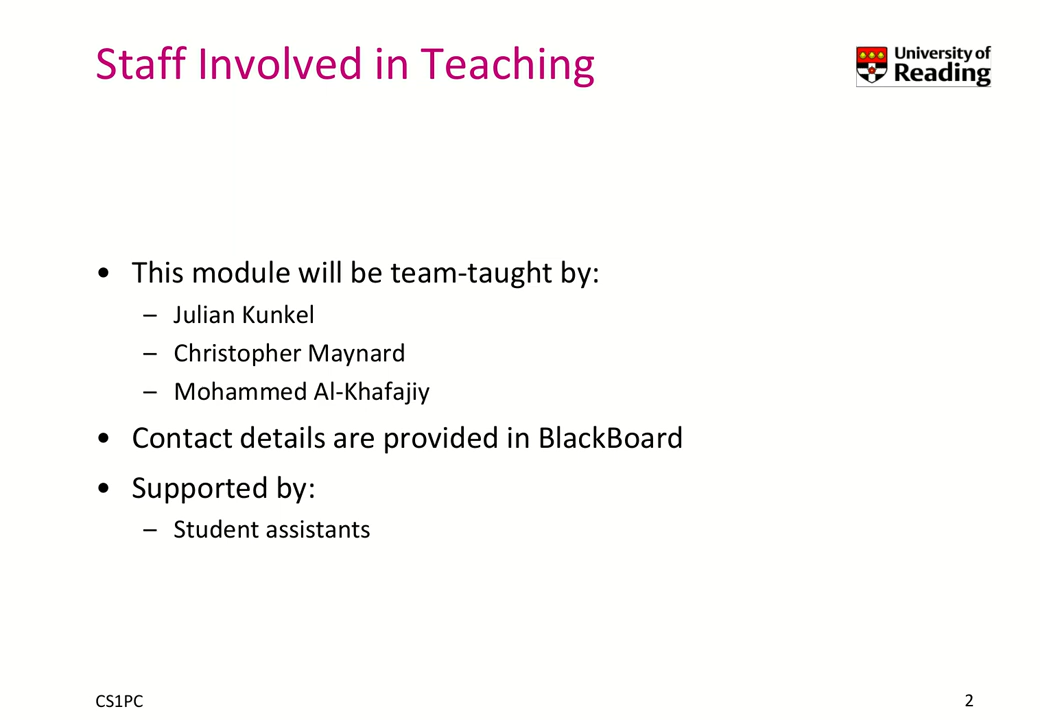 Staff Involved in Teaching
University of
Reading
• This module will be team-taught by:
– Julian Kunkel
– Christopher Maynard
– Mohammed Al-Khafajiy
• Contact details are provided in BlackBoard
• Supported by:
– Student assistants
CS1PC
2